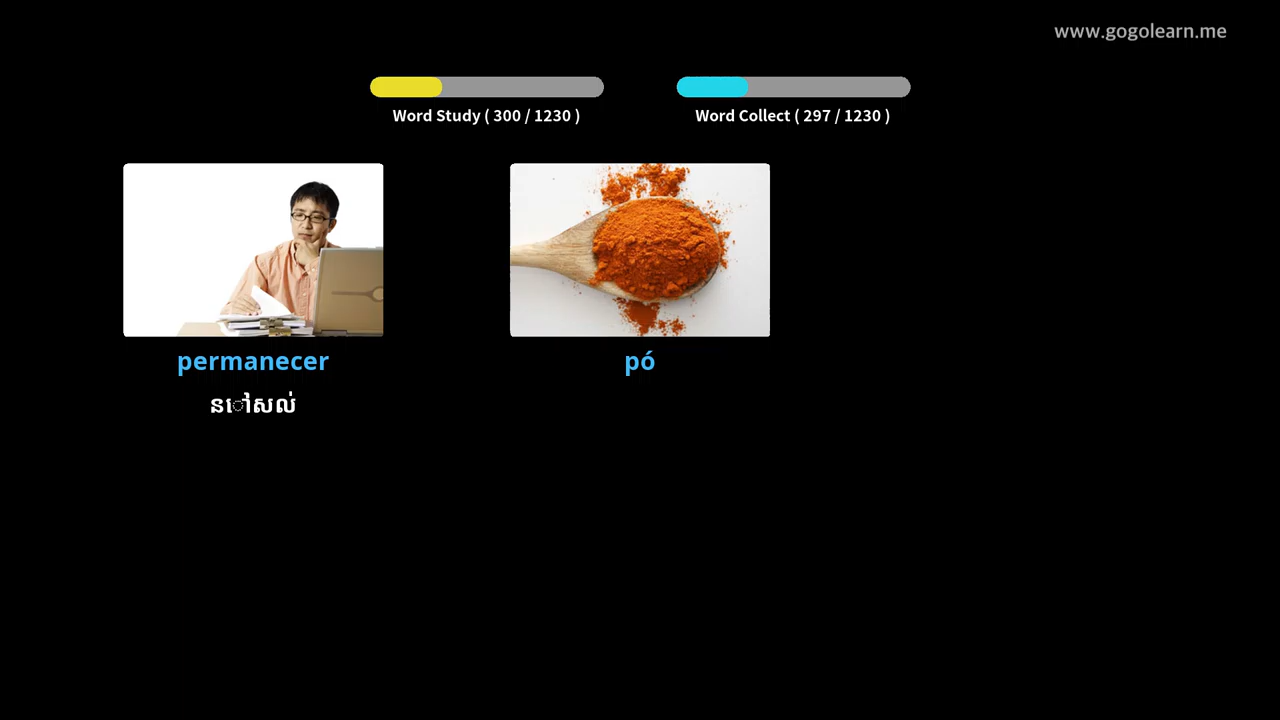 www.gogolearn.me
Word Study ( 300 / 1230 )
Word Collect ( 297 / 1230 )
permanecer
pó
នៅសល់